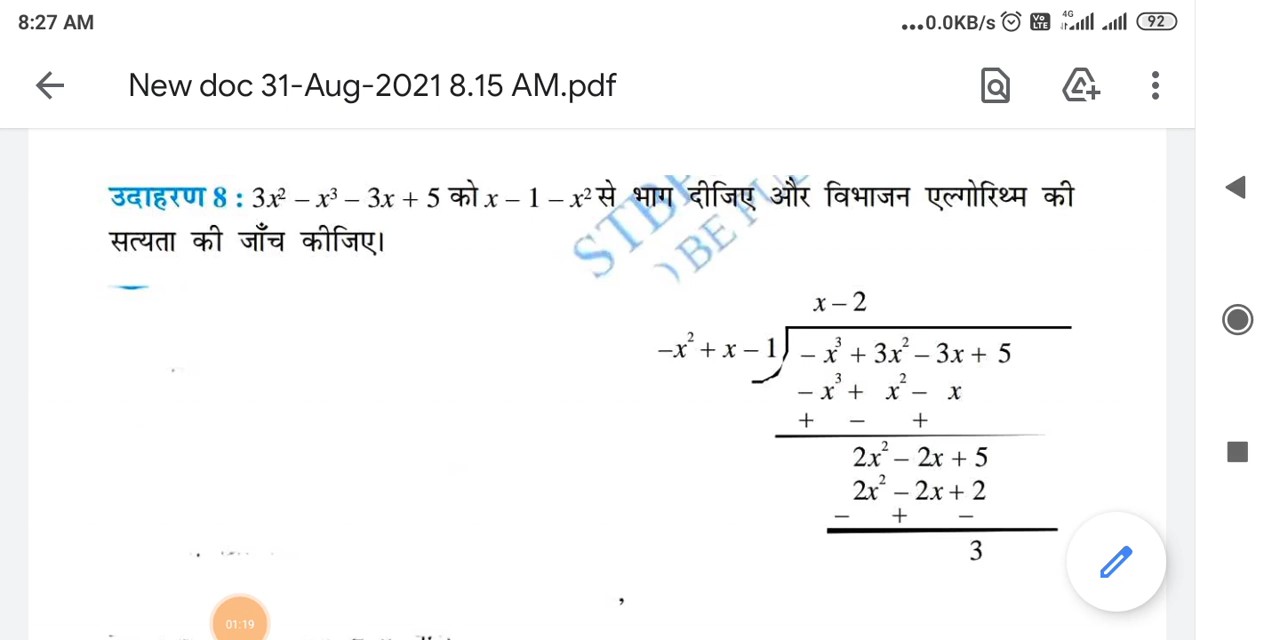 8:27 AM
...0.0KB/s Vo LTE 4G 92
New doc 31-Aug-2021 8.15 AM.pdf
उदाहरण 8 : 3x² – x³ – 3x + 5 को x – 1 – x² से भाग दीजिए और विभाजन एल्गोरिथ्म की
सत्यता की जाँच कीजिए।
BE
x – 2
–x² + x – 1
– x³ + 3x² – 3x + 5
– x³ + x² – x
+ – +
2x² – 2x + 5
2x² – 2x + 2
– + –
3
01:19